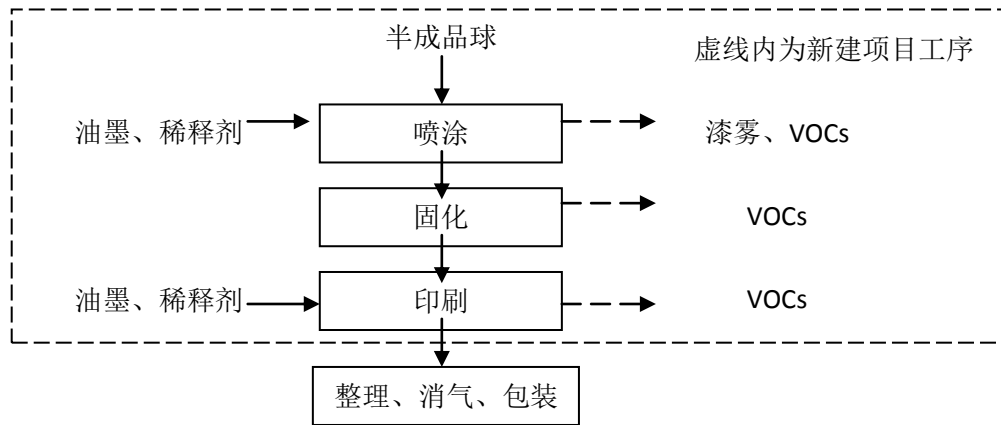 半成品球
虚线内为新建项目工序
油墨、稀释剂
喷涂
漆雾、VOCs
固化
VOCs
油墨、稀释剂
印刷
VOCs
整理、消气、包装